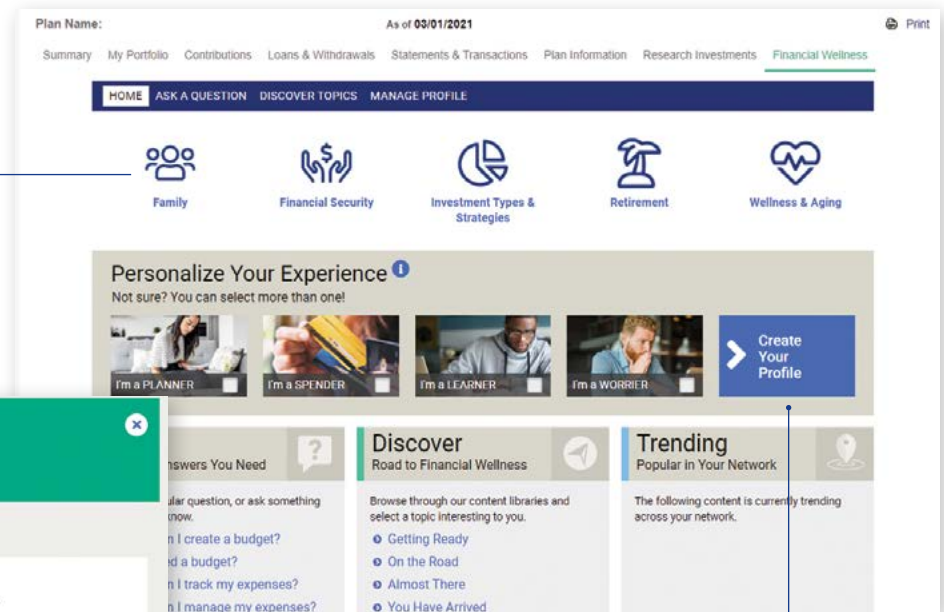 Plan Name:
As of 03/01/2021
Print
Summary My Portfolio Contributions Loans & Withdrawals Statements & Transactions Plan Information Research Investments Financial Wellness
HOME ASK A QUESTION DISCOVER TOPICS MANAGE PROFILE
Family
Financial Security
Investment Types &
Strategies
Retirement
Wellness & Aging
Personalize Your Experience
Not sure? You can select more than one!
I'm a PLANNER
I'm a SPENDER
I'm a LEARNER
I'm a WORRIER
Create
Your
Profile
Answers You Need
question, or ask something
know.
I create a budget?
a budget?
I track my expenses?
I manage my expenses?
Discover
Road to Financial Wellness
Browse through our content libraries and
select a topic interesting to you.
Getting Ready
On the Road
Almost There
You Have Arrived
Trending
Popular in Your Network
The following content is currently trending
across your network.